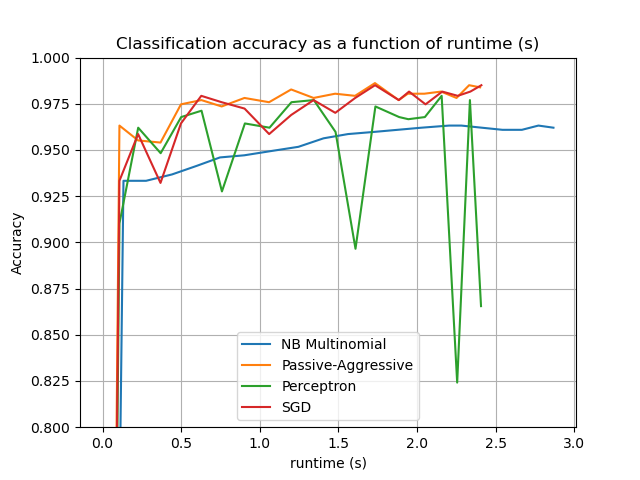 Classification accuracy as a function of runtime (s)
1.000
0.975
0.950
0.925
0.900
0.875
0.850
0.825
0.800
Accuracy
NB Multinomial
Passive-Aggressive
Perceptron
SGD
0.0 0.5 1.0 1.5 2.0 2.5 3.0
runtime (s)